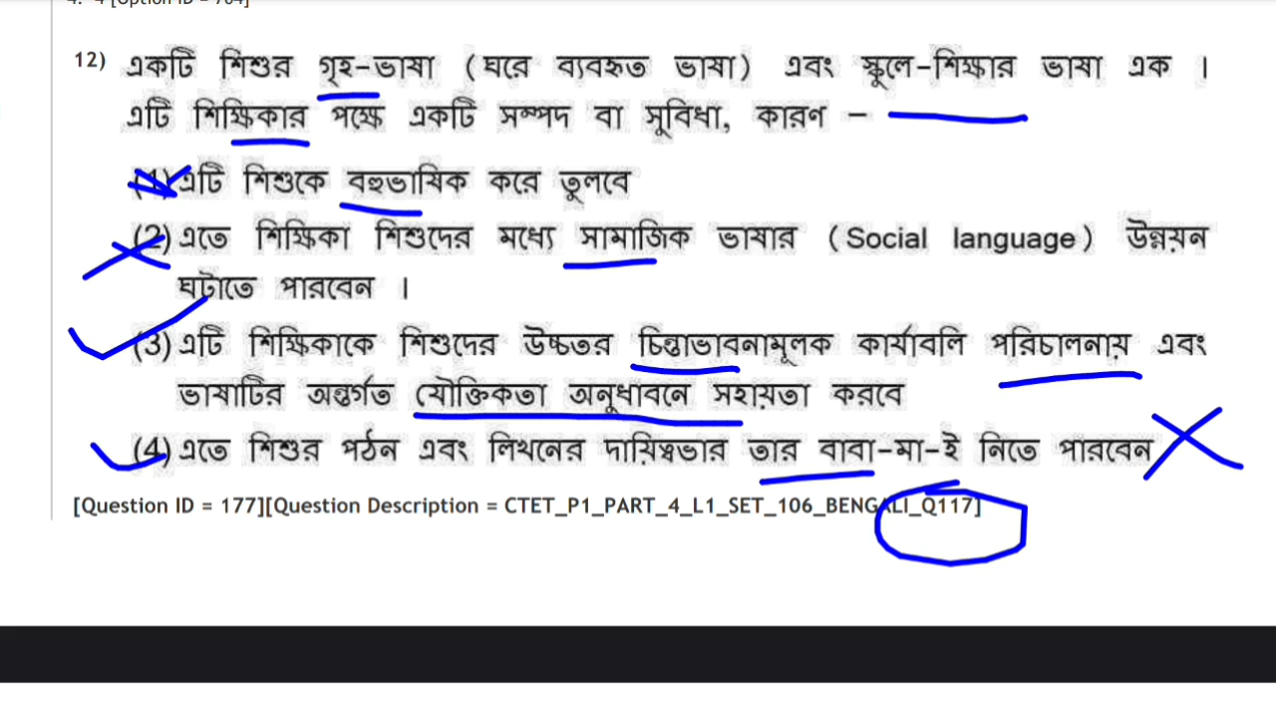 12) একটি শিশুর গৃহ-ভাষা (ঘরে ব্যবহৃত ভাষা) এবং স্কুলে-শিক্ষার ভাষা এক ।
এটি শিক্ষিকার পক্ষে একটি সম্পদ বা সুবিধা, কারণ –
(1) এটি শিশুকে বহুভাষিক করে তুলবে
(2) এতে শিক্ষিকা শিশুদের মধ্যে সামাজিক ভাষার (Social language) উন্নয়ন
ঘটাতে পারবেন ।
(3) এটি শিক্ষিকাকে শিশুদের উচ্চতর চিন্তাভাবনামূলক কার্যাবলি পরিচালনায় এবং
ভাষাটির অন্তর্গত যৌক্তিকতা অনুধাবনে সহায়তা করবে
(4) এতে শিশুর পঠন এবং লিখনের দায়িত্বভার তার বাবা-মা-ই নিতে পারবেন
[Question ID = 177][Question Description = CTET_P1_PART_4_L1_SET_106_BENGALI_Q117]